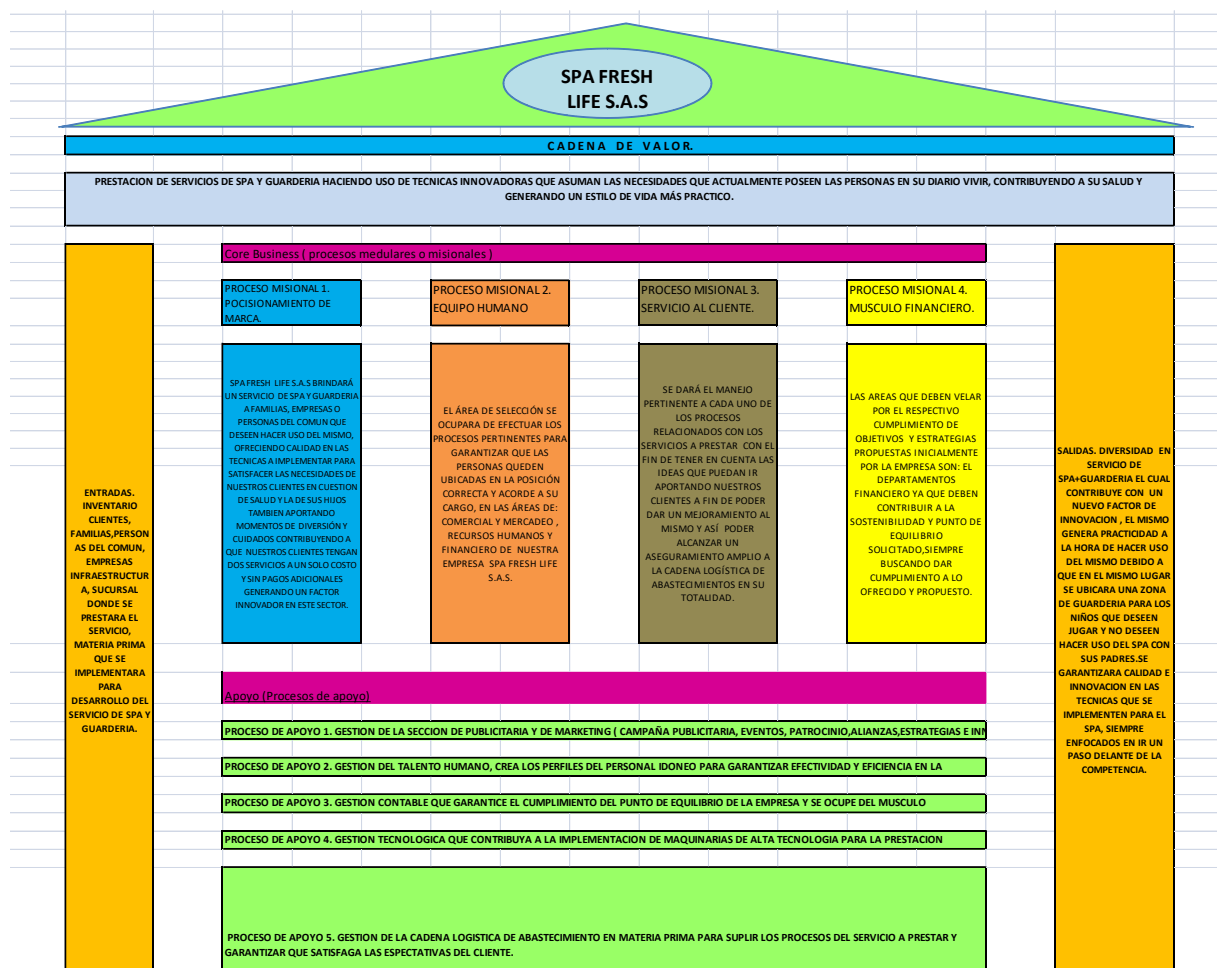 SPA FRESH
LIFE S.A.S
CADENA DE VALOR.
PRESTACION DE SERVICIOS DE SPA Y GUARDERIA HACIENDO USO DE TECNICAS INNOVADORAS QUE ASUMAN LAS NECESIDADES QUE ACTUALMENTE POSEEN LAS PERSONAS EN SU DIARIO VIVIR, CONTRIBUYENDO A SU SALUD Y
GENERANDO UN ESTILO DE VIDA MÁS PRACTICO.
ENTRADAS.
INVENTARIO
CLIENTES,
FAMILIAS,PERSON
AS DEL COMUN,
EMPRESAS
INFRAESTRUCTUR
A, SUCURSAL
DONDE SE
PRESTARA EL
SERVICIO,
MATERIA PRIMA
QUE SE
IMPLEMENTARA
PARA
DESARROLLO DEL
SERVICIO DE SPA Y
GUARDERIA.
Core Business ( procesos medulares o misionales )
PROCESO MISIONAL 1.
POCISIONAMIENTO DE
MARCA.
SPA FRESH LIFE S.A.S BRINDARÁ
UN SERVICIO DE SPA Y GUARDERIA
A FAMILIAS, EMPRESAS O
PERSONAS DEL COMUN QUE
DESEEN HACER USO DEL MISMO,
OFRECIENDO CALIDAD EN LAS
TECNICAS A IMPLEMENTAR PARA
SATISFACER LAS NECESIDADES DE
NUESTROS CLIENTES EN CUESTION
DE SALUD Y LA DE SUS HIJOS
TAMBIEN APORTANDO
MOMENTOS DE DIVERSIÓN Y
CUIDADOS CONTRIBUYENDO A
QUE NUESTROS CLIENTES TENGAN
DOS SERVICIOS A UN SOLO COSTO
Y SIN PAGOS ADICIONALES
GENERANDO UN FACTOR
INNOVADOR EN ESTE SECTOR.
PROCESO MISIONAL 2.
EQUIPO HUMANO
EL ÁREA DE SELECCIÓN SE
OCUPARA DE EFECTUAR LOS
PROCESOS PERTINENTES PARA
GARANTIZAR QUE LAS
PERSONAS QUEDEN
UBICADAS EN LA POSICIÓN
CORRECTA Y ACORDE A SU
CARGO, EN LAS ÁREAS DE:
COMERCIAL Y MERCADEO ,
RECURSOS HUMANOS Y
FINANCIERO DE NUESTRA
EMPRESA SPA FRESH LIFE
S.A.S.
PROCESO MISIONAL 3.
SERVICIO AL CLIENTE.
SE DARÁ EL MANEJO
PERTINENTE A CADA UNO DE
LOS PROCESOS
RELACIONADOS CON LOS
SERVICIOS A PRESTAR CON EL
FIN DE TENER EN CUENTA LAS
IDEAS QUE PUEDAN IR
APORTANDO NUESTROS
CLIENTES A FIN DE PODER
DAR UN MEJORAMIENTO AL
MISMO Y ASÍ PODER
ALCANZAR UN
ASEGURAMIENTO AMPLIO A
LA CADENA LOGÍSTICA DE
ABASTECIMIENTOS EN SU
TOTALIDAD.
PROCESO MISIONAL 4.
MUSCULO FINANCIERO.
LAS AREAS QUE DEBEN VELAR
POR EL RESPECTIVO
CUMPLIMIENTO DE
OBJETIVOS Y ESTRATEGIAS
PROPUESTAS INICIALMENTE
POR LA EMPRESA SON: EL
DEPARTAMENTOS
FINANCIERO YA QUE DEBEN
CONTRIBUIR A LA
SOSTENIBILIDAD Y PUNTO DE
EQUILIBRIO
SOLICITADO,SIEMPRE
BUSCANDO DAR
CUMPLIMIENTO A LO
OFRECIDO Y PROPUESTO.
Apoyo (Procesos de apoyo)
PROCESO DE APOYO 1. GESTION DE LA SECCION DE PUBLICITARIA Y DE MARKETING ( CAMPAÑA PUBLICITARIA, EVENTOS, PATROCINIO,ALIANZAS,ESTRATEGIAS E
PROCESO DE APOYO 2. GESTION DEL TALENTO HUMANO, CREA LOS PERFILES DEL PERSONAL IDONEO PARA GARANTIZAR EFECTIVIDAD Y EFICIENCIA EN LA
PROCESO DE APOYO 3. GESTION CONTABLE QUE GARANTICE EL CUMPLIMIENTO DEL PUNTO DE EQUILIBRIO DE LA EMPRESA Y SE OCUPE DEL MUSCULO
PROCESO DE APOYO 4. GESTION TECNOLOGICA QUE CONTRIBUYA A LA IMPLEMENTACION DE MAQUINARIAS DE ALTA TECNOLOGIA PARA LA PRESTACION
PROCESO DE APOYO 5. GESTION DE LA CADENA LOGISTICA DE ABASTECIMIENTO EN MATERIA PRIMA PARA SUPLIR LOS PROCESOS DEL SERVICIO A PRESTAR Y
GARANTIZAR QUE SATISFAGA LAS ESPECTATIVAS DEL CLIENTE.
SALIDAS. DIVERSIDAD EN
SERVICIO DE
SPA+GUARDERIA EL CUAL
CONTRIBUYE CON UN
NUEVO FACTOR DE
INNOVACION , EL MISMO
GENERA PRACTICIDAD A
LA HORA DE HACER USO
DEL MISMO DEBIDO A
QUE EN EL MISMO LUGAR
SE UBICARA UNA ZONA
DE GUARDERIA PARA LOS
NIÑOS QUE DESEEN
JUGAR Y NO DESEEN
HACER USO DEL SPA CON
SUS PADRES.SE
GARANTIZARA CALIDAD E
INNOVACION EN LAS
TECNICAS QUE SE
IMPLEMENTEN PARA EL
SPA, SIEMPRE
ENFOCADOS EN IR UN
PASO DELANTE DE LA
COMPETENCIA.